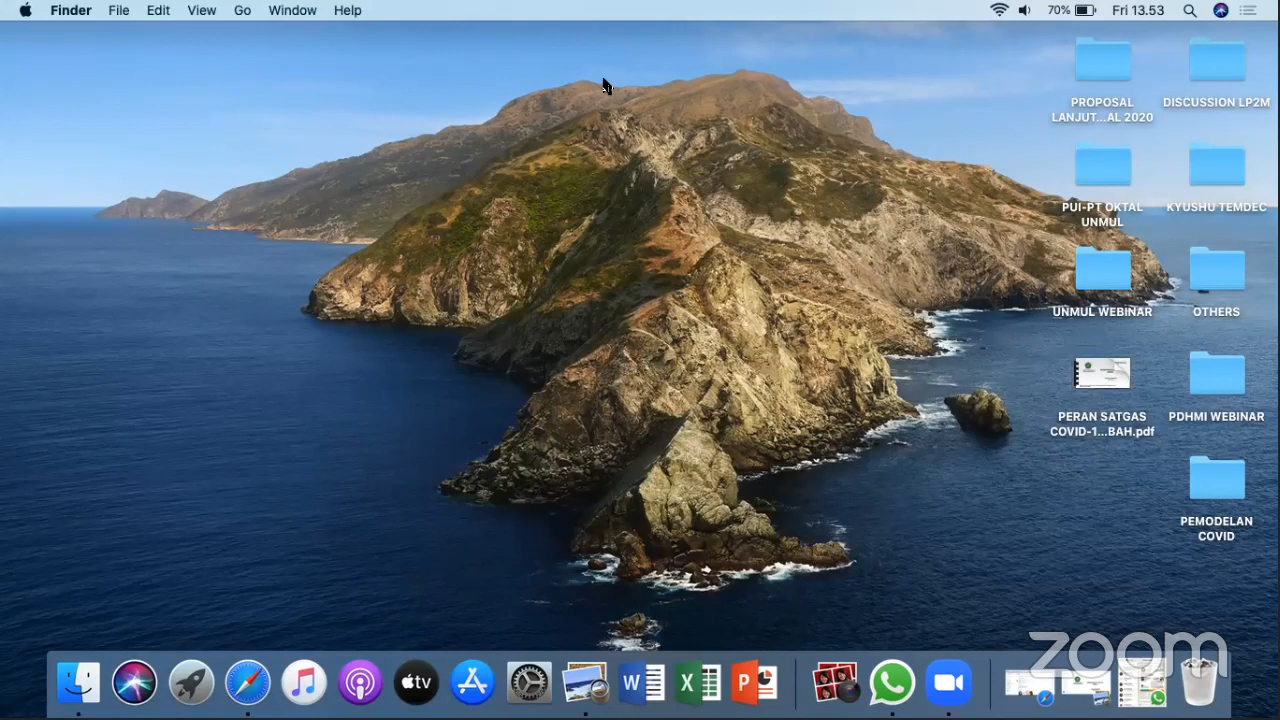 Finder File Edit View Go Window Help
70% Fri 13.53
PROPOSAL
LANJUT...AL 2020
DISCUSSION LP2M
PUI-PT OKTAL
UNMUL
KYUSHU TEMDEC
UNMUL WEBINAR
OTHERS
PERAN SATGAS
COVID-1...BAH.pdf
PDHMI WEBINAR
PEMODELAN
COVID
zoom
tv
W
X
P